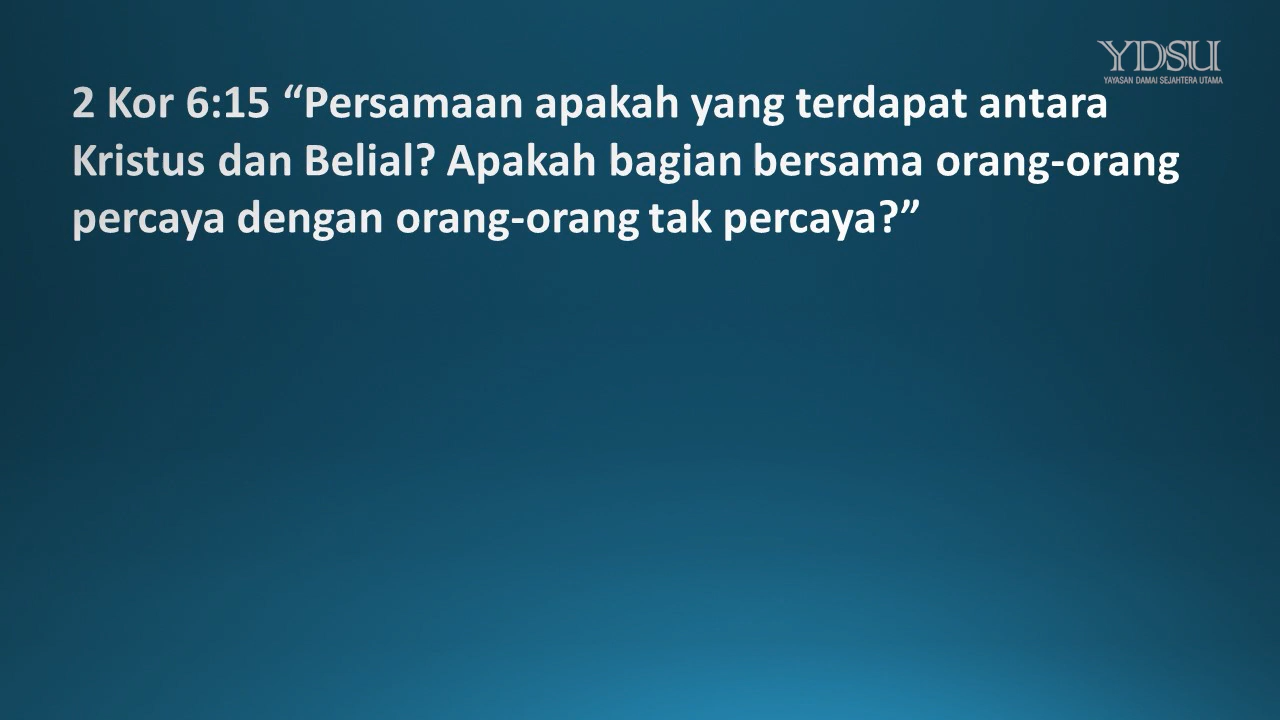 YDSU
YAYASAN DAMAI SEJAHTERA UTAMA
2 Kor 6:15 “Persamaan apakah yang terdapat antara
Kristus dan Belial? Apakah bagian bersama orang-orang
percaya dengan orang-orang tak percaya?”